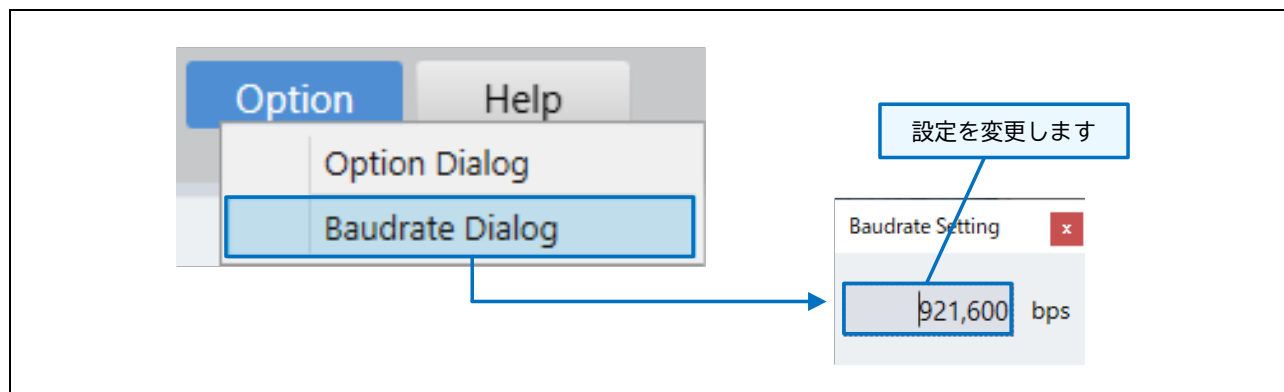 Option Help
Option Dialog
Baudrate Dialog
設定を変更します
Baudrate Setting x
921,600 bps